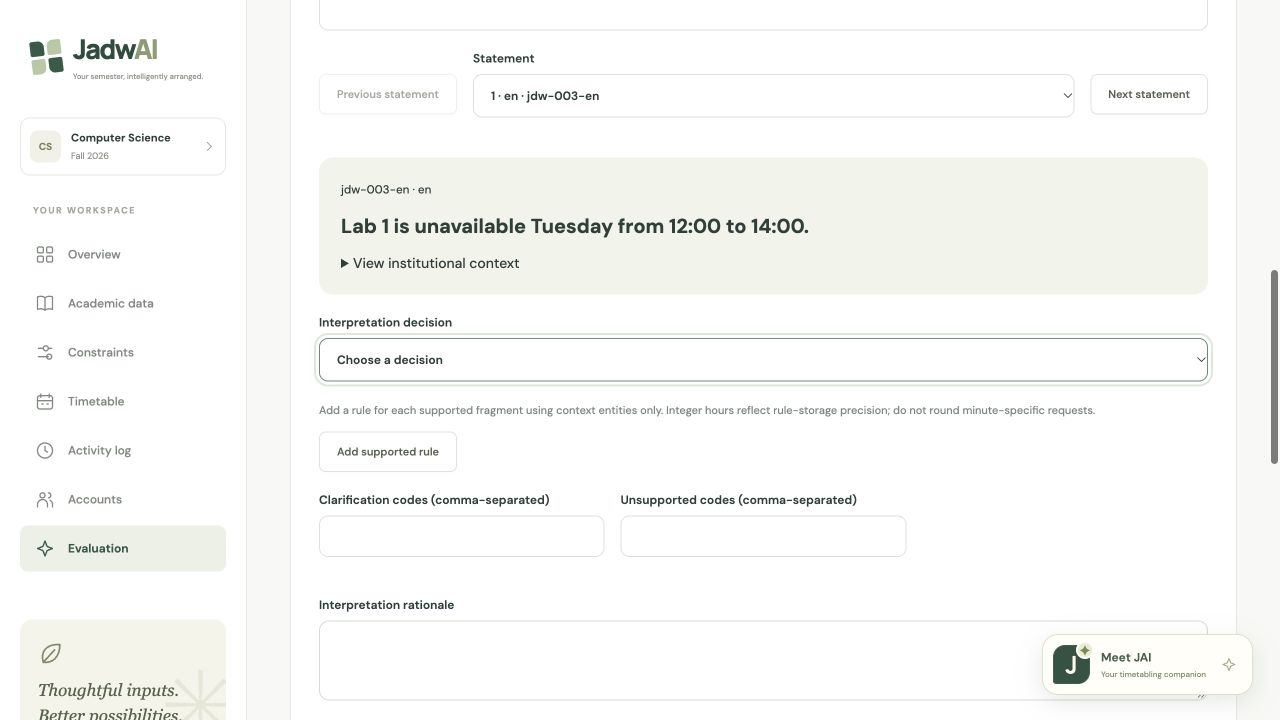 JadwAI
Your semester, intelligently arranged.
CS
Computer Science
Fall 2026
YOUR WORKSPACE
Overview
Academic data
Constraints
Timetable
Activity log
Accounts
Evaluation
Thoughtful inputs.
Better possibilities.
Statement
Previous statement
1 · en · jdw-003-en
Next statement
jdw-003-en · en
Lab 1 is unavailable Tuesday from 12:00 to 14:00.
View institutional context
Interpretation decision
Choose a decision
Add a rule for each supported fragment using context entities only. Integer hours reflect rule-storage precision; do not round minute-specific requests.
Add supported rule
Clarification codes (comma-separated)
Unsupported codes (comma-separated)
Interpretation rationale
J
Meet JAI
Your timetabling companion